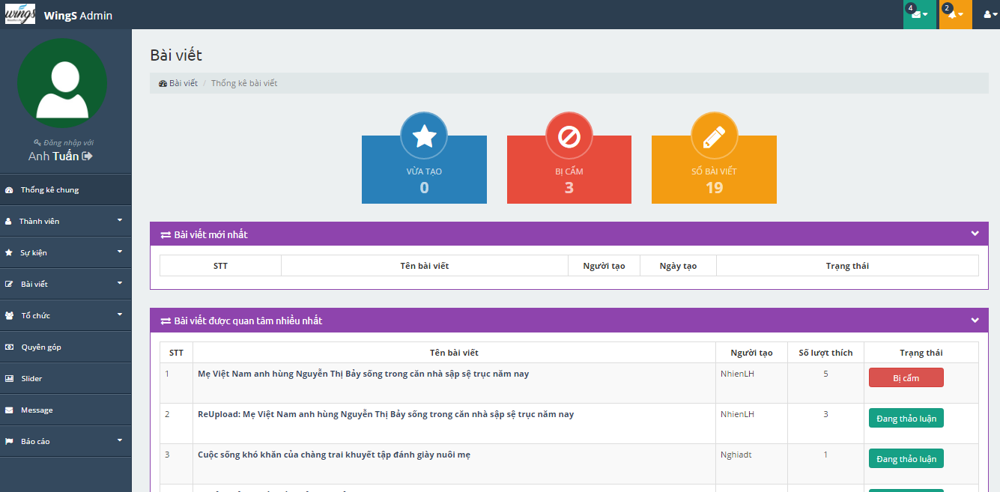 wingS
WingS Admin
4
2
Đăng nhập với
Anh Tuấn
Thống kê chung
Thành viên
Sự kiện
Bài viết
Tổ chức
Quyên góp
Slider
Message
Báo cáo
Bài viết
Bài viết / Thống kê bài viết
VỪA TẠO
0
BỊ CẤM
3
SỐ BÀI VIẾT
19
Bài viết mới nhất
STT Tên bài viết Người tạo Ngày tạo Trạng thái
Bài viết được quan tâm nhiều nhất
STT Tên bài viết Người tạo Số lượt thích Trạng thái
1 Mẹ Việt Nam anh hùng Nguyễn Thị Bảy sống trong căn nhà sập sệ trục năm nay NhienLH 5 Bị cấm
2 ReUpload: Mẹ Việt Nam anh hùng Nguyễn Thị Bảy sống trong căn nhà sập sệ trục năm nay NhienLH 3 Đang thảo luận
3 Cuộc sống khó khăn của chàng trai khuyết tập đánh giày nuôi mẹ Nghiadt 1 Đang thảo luận